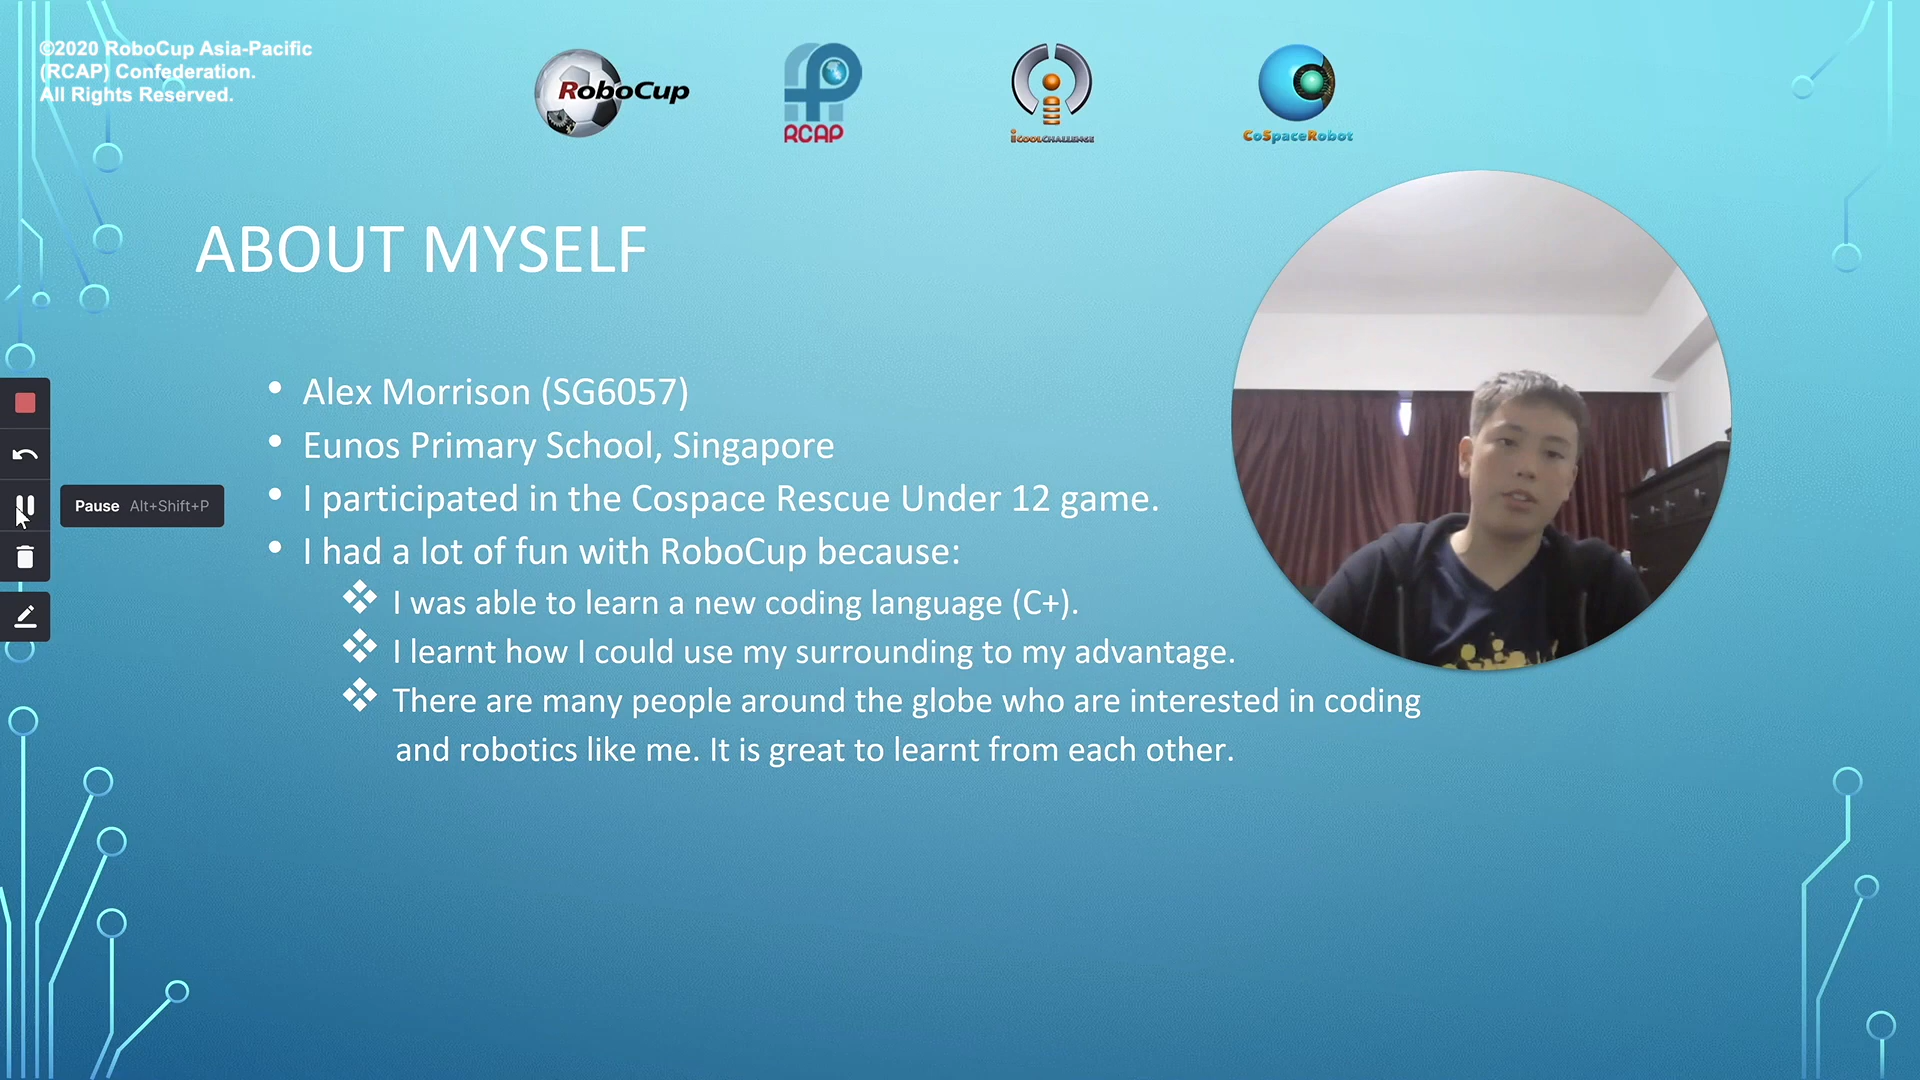 ©2020 RoboCup Asia-Pacific
(RCAP) Confederation.
All Rights Reserved.
RoboCup
RCAP
iCOOLCHALLENGE
CoSpaceRobot
ABOUT MYSELF
• Alex Morrison (SG6057)
• Eunos Primary School, Singapore
• I participated in the Cospace Rescue Under 12 game.
• I had a lot of fun with RoboCup because:
❖ I was able to learn a new coding language (C+).
❖ I learnt how I could use my surrounding to my advantage.
❖ There are many people around the globe who are interested in coding
and robotics like me. It is great to learnt from each other.
Pause Alt+Shift+P